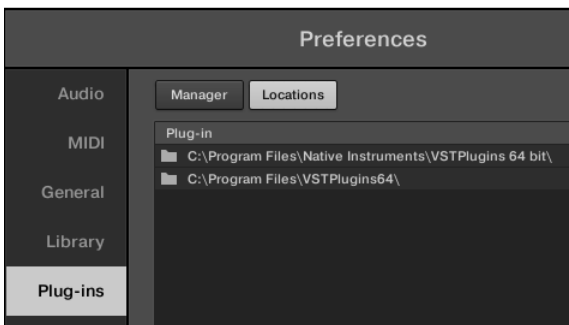 Preferences
Audio
Manager
Locations
MIDI
Plug-in
C:\Program Files\Native Instruments\VSTPlugins 64 bit\
C:\Program Files\VSTPlugins64\
General
Library
Plug-ins